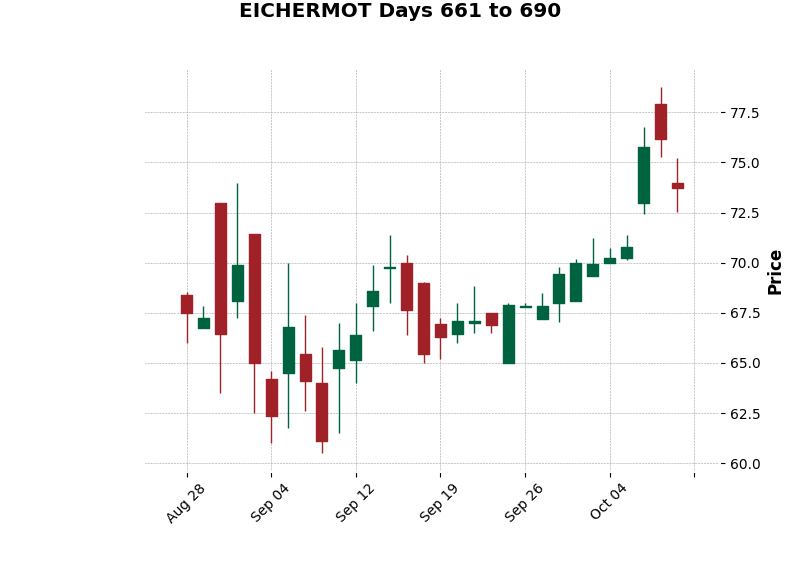 EICHERMOT Days 661 to 690
77.5
75.0
72.5
70.0
67.5
65.0
62.5
60.0
Price
Aug 28
Sep 04
Sep 12
Sep 19
Sep 26
Oct 04